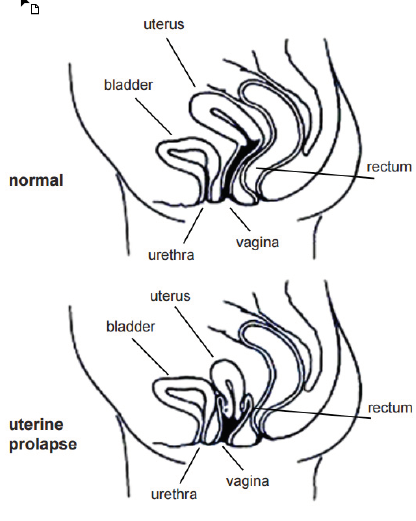 uterus
bladder
rectum
normal
vagina
urethra
uterus
bladder
rectum
uterine
prolapse
vagina
urethra